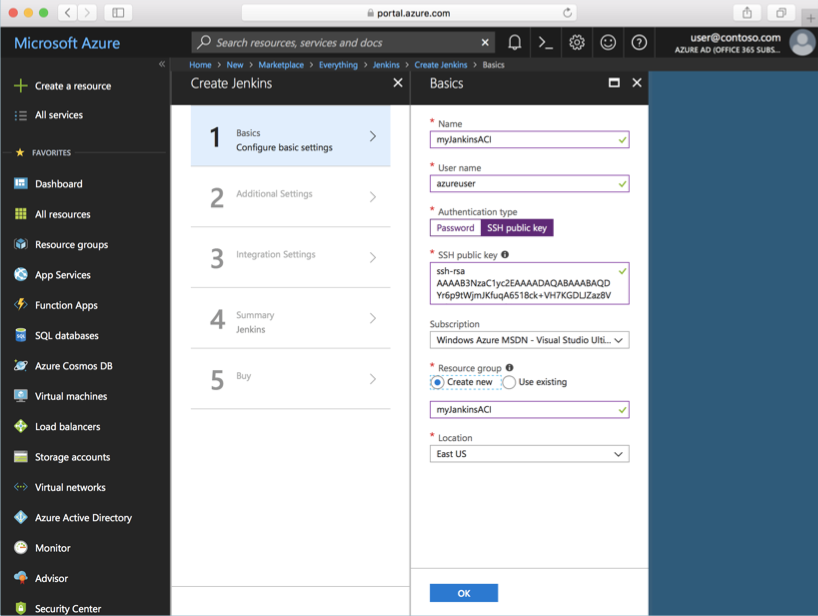 portal.azure.com
Microsoft Azure
Search resources, services and docs
user@contoso.com
AZURE AD (OFFICE 365 SUBS...
Home > New > Marketplace > Everything > Jenkins > Create Jenkins > Basics
Create a resource
All services
FAVORITES
Dashboard
All resources
Resource groups
App Services
Function Apps
SQL databases
Azure Cosmos DB
Virtual machines
Load balancers
Storage accounts
Virtual networks
Azure Active Directory
Monitor
Advisor
Security Center
Create Jenkins
1
Basics
Configure basic settings
2
Additional Settings
3
Integration Settings
4
Summary
Jenkins
5
Buy
Basics
* Name
myJankinsACI
* User name
azureuser
* Authentication type
Password SSH public key
* SSH public key
ssh-rsa
AAAAB3NzaC1yc2EAAAADAQABAAABAQD
Yr6p9tWjmJKfuqA6518ck+VH7KGDLJZaz8V
Subscription
Windows Azure MSDN - Visual Studio Ulti...
* Resource group
Create new Use existing
myJankinsACI
* Location
East US
OK